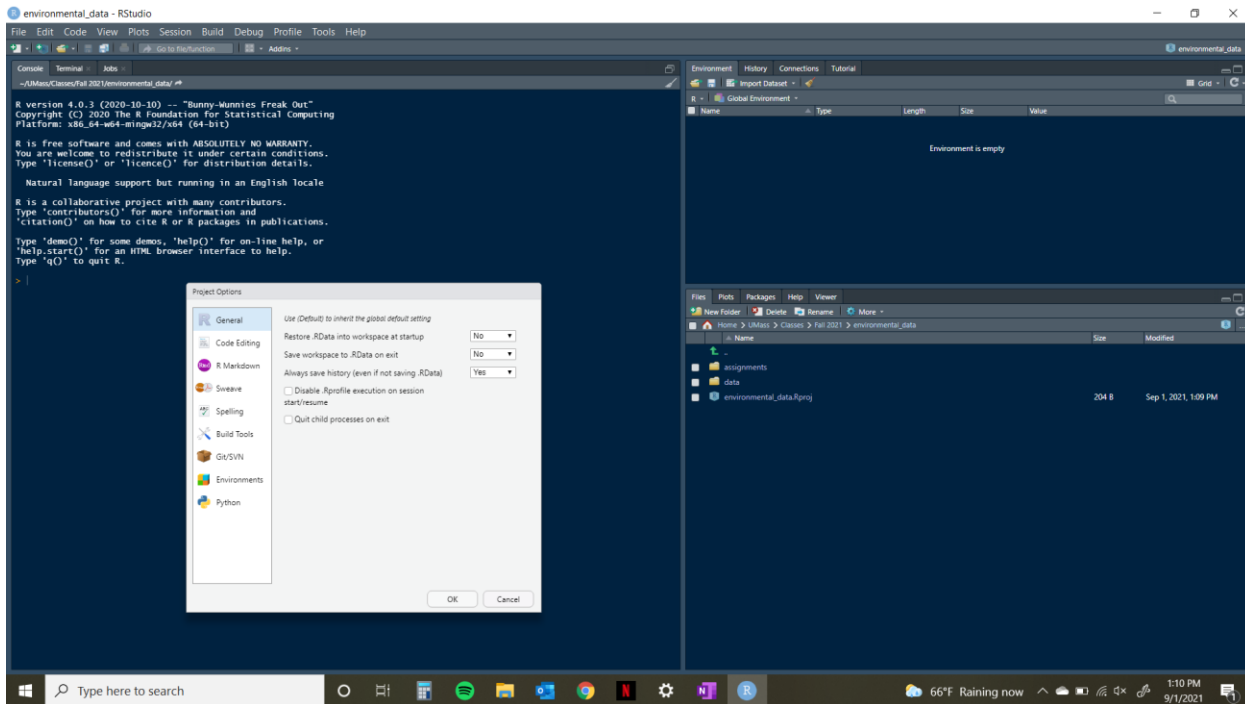 environmental_data - RStudio
File Edit Code View Plots Session Build Debug Profile Tools Help
Go to file/function
Addins
environmental_data
Console Terminal Jobs
~/UMass/Classes/Fall 2021/environmental_data/
R version 4.0.3 (2020-10-10) -- "Bunny-Wunnies Freak Out"
Copyright (C) 2020 The R Foundation for Statistical Computing
Platform: x86_64-w64-mingw32/x64 (64-bit)
R is free software and comes with ABSOLUTELY NO WARRANTY.
You are welcome to redistribute it under certain conditions.
Type 'license()' or 'licence()' for distribution details.
Natural language support but running in an English locale
R is a collaborative project with many contributors.
Type 'contributors()' for more information and
'citation()' on how to cite R or R packages in publications.
Type 'demo()' for some demos, 'help()' for on-line help, or
'help.start()' for an HTML browser interface to help.
Type 'q()' to quit R.
>
Project Options
General
Code Editing
R Markdown
Sweave
Spelling
Build Tools
Git/SVN
Environments
Python
Use (Default) to inherit the global default setting
Restore .RData into workspace at startup No
Save workspace to .RData on exit No
Always save history (even if not saving .RData) Yes
Disable .Rprofile execution on session
start/resume
Quit child processes on exit
OK Cancel
Environment History Connections Tutorial
Import Dataset
Grid
R Global Environment
Name Type Length Size Value
Environment is empty
Files Plots Packages Help Viewer
New Folder Delete Rename More
Home > UMass > Classes > Fall 2021 > environmental_data
Name Size Modified
..
assignments
data
environmental_data.Rproj 204 B Sep 1, 2021, 1:09 PM
Type here to search
66°F Raining now
1:10 PM
9/1/2021